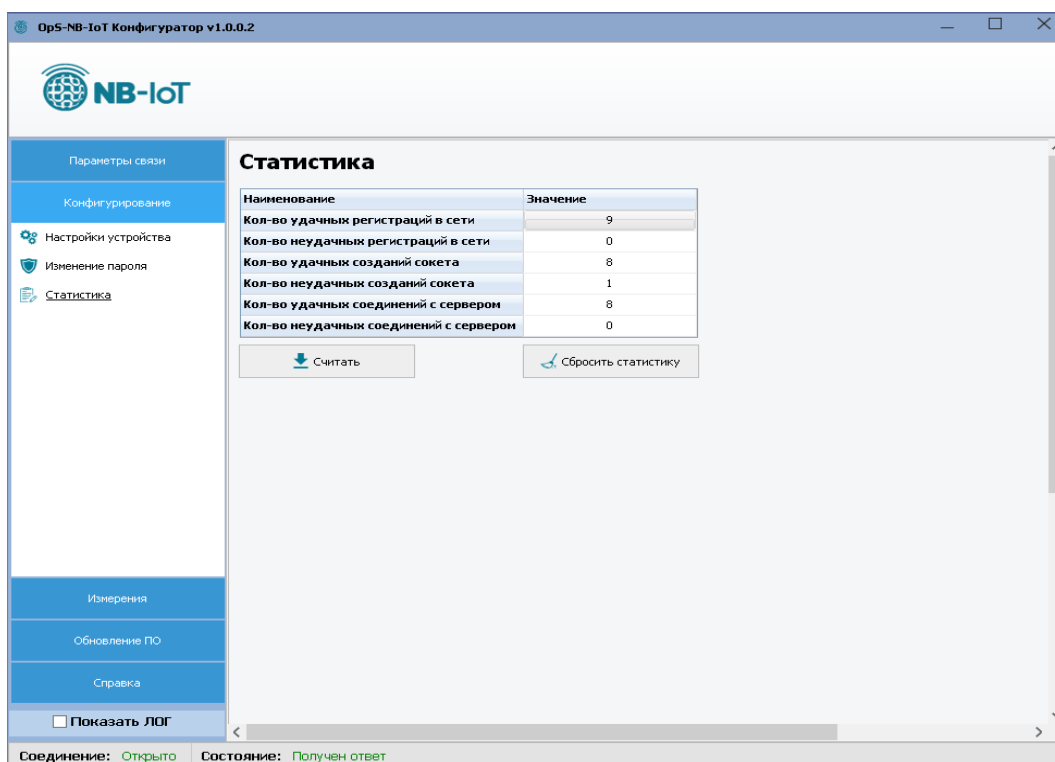 OpS-NB-IoT Конфигуратор v1.0.0.2
NB-IoT
Параметры связи
Конфигурирование
Настройки устройства
Изменение пароля
Статистика
Измерения
Обновление ПО
Справка
Показать ЛОГ
Статистика
Наименование Значение
Кол-во удачных регистраций в сети 9
Кол-во неудачных регистраций в сети 0
Кол-во удачных созданий сокета 8
Кол-во неудачных созданий сокета 1
Кол-во удачных соединений с сервером 8
Кол-во неудачных соединений с сервером 0
Считать Сбросить статистику
Соединение: Открыто Состояние: Получен ответ